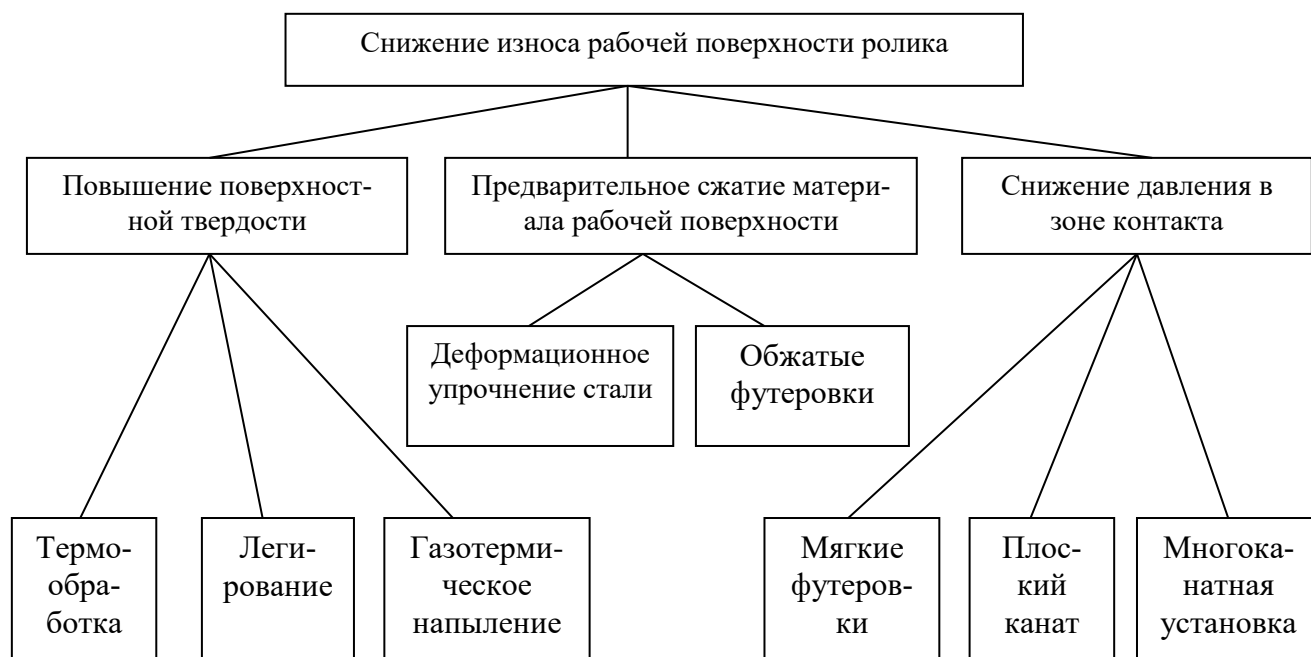 Снижение износа рабочей поверхности ролика
Повышение поверхност-
ной твердости
Предварительное сжатие матери-
ала рабочей поверхности
Снижение давления в
зоне контакта
Деформационное
упрочнение стали
Обжатые
футеровки
Термо-
обра-
ботка
Леги-
рование
Газотерми-
ческое
напыление
Мягкие
футеров-
ки
Плос-
кий
канат
Многока-
натная
установка